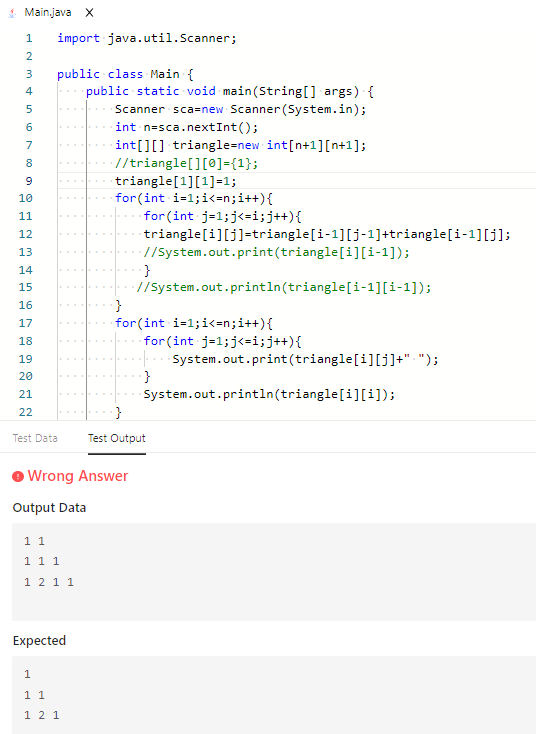 Main.java X
1 import java.util.Scanner;
2
3 public class Main {
4 public static void main(String[] args) {
5 Scanner sca=new Scanner(System.in);
6 int n=sca.nextInt();
7 int[][] triangle=new int[n+1][n+1];
8 //triangle[][0]={1};
9 triangle[1][1]=1;
10 for(int i=1;i<=n;i++){
11 for(int j=1;j<=i;j++){
12 triangle[i][j]=triangle[i-1][j-1]+triangle[i-1][j];
13 //System.out.print(triangle[i][i-1]);
14 }
15 //System.out.println(triangle[i-1][i-1]);
16 }
17 for(int i=1;i<=n;i++){
18 for(int j=1;j<=i;j++){
19 System.out.print(triangle[i][j]+" ");
20 }
21 System.out.println(triangle[i][i]);
22 }
Test Data Test Output
! Wrong Answer
Output Data
1 1
1 1 1
1 2 1 1
Expected
1
1 1
1 2 1